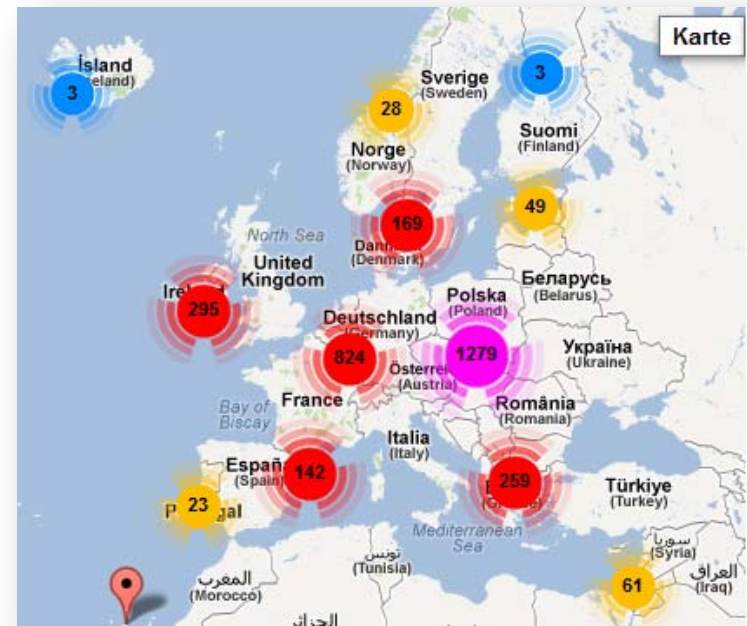 Karte
Ísland
3
28
Sverige
(Sweden)
3
Norge
(Norway)
Suomi
(Finland)
49
169
North Sea
(Denmark)
United
Kingdom
295
Беларусь
(Belarus)
Polska
(Poland)
Deutschland
824
1279
Україна
(Ukraine)
(Austria)
France
România
(Romania)
Bay of
Biscay
Italia
(Italy)
(Spain)
142
259
23
Türkiye
(Turkey)
Mediterranean
Sea
سوريا
(Syria)
تونس
(Tunisia)
العراق
(Iraq)
المغرب
(Morocco)
61
الجزائر